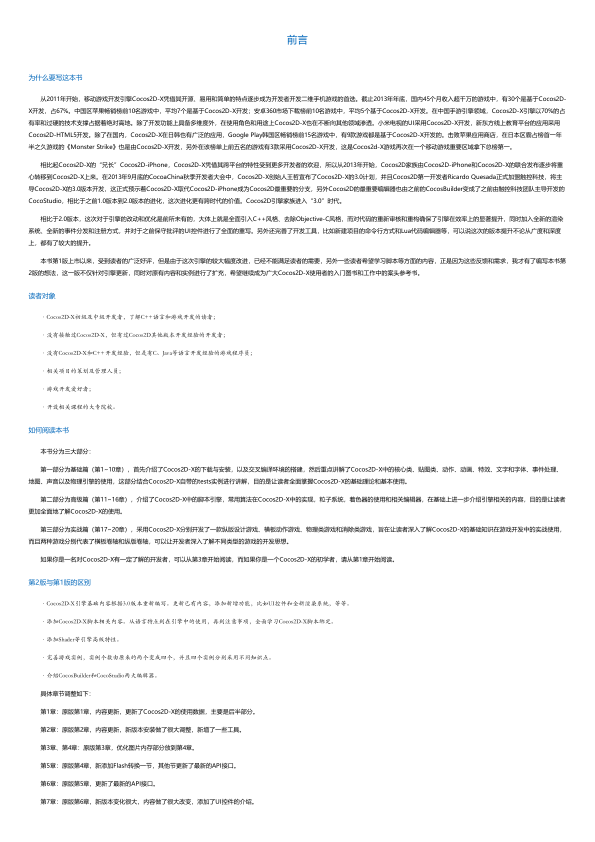 前言
为什么要写这本书
从2011年开始，移动游戏开发引擎Cocos2D-X凭借其开源、易用和简单的特点逐步成为开发者开发二维手机游戏的首选。截止2013年年底，国内45个月收入超千万的游戏中，有30个是基于Cocos2D-
X开发，占67%。中国区苹果畅销榜前10名游戏中，平均7个是基于Cocos2D-X开发；安卓360市场下载榜前10名游戏中，平均5个基于Cocos2D-X开发。在中国手游引擎领域，Cocos2D-X引擎以70%的占
有率和过硬的技术支撑占据着绝对高地。除了开发功能上具备多维度外，在使用角色和用途上Cocos2D-X也在不断向其他领域渗透。小米电视的UI采用Cocos2D-X开发，新东方线上教育平台的应用采用
Cocos2D-HTML5开发。除了在国内，Cocos2D-X在日韩也有广泛的应用，Google Play韩国区畅销榜前15名游戏中，有9款游戏都是基于Cocos2D-X开发的。击败苹果应用商店，在日本区霸占榜首一年
半之久游戏的《Monster Strike》也是由Cocos2D-X开发，另外在该榜单上前五名的游戏有3款采用Cocos2D-X开发，这是Cocos2d-X游戏再次在一个移动游戏重要区域拿下总榜第一。
相比起Cocos2D-X的“兄长”Cocos2D-iPhone，Cocos2D-X凭借其跨平台的特性受到更多开发者的欢迎，所以从2013年开始，Cocos2D家族由Cocos2D-iPhone和Cocos2D-X的联合发布逐步将重
心转移到Cocos2D-X上来。在2013年9月底的CocoaChina秋季开发者大会中，Cocos2D-X创始人王哲宣布了Cocos2D-X的3.0计划，并且Cocos2D第一开发者Ricardo Quesada正式加盟触控科技，将主
导Cocos2D-X的3.0版本开发，这正式预示着Cocos2D-X取代Cocos2D-iPhone成为Cocos2D最重要的分支，另外Cocos2D的最重要编辑器也由之前的CocosBuilder变成了之前由触控科技团队主导开发的
CocoStudio，相比于之前1.0版本到2.0版本的进化，这次进化更有跨时代的价值。Cocos2D引擎家族进入“3.0”时代。
相比于2.0版本，这次对于引擎的改动和优化是前所未有的，大体上就是全面引入C++风格，去除Objective-C风格，而对代码的重新审核和重构确保了引擎在效率上的显著提升，同时加入全新的渲染
系统、全新的事件分发和注册方式，并对于之前保守批评的UI控件进行了全面的重写。另外还完善了开发工具，比如新建项目的命令行方式和Lua代码编辑器等，可以说这次的版本提升不论从广度和深度
上，都有了较大的提升。
本书第1版上市以来，受到读者的广泛好评，但是由于这次引擎的较大幅度改进，已经不能满足读者的需要，另外一些读者希望学习脚本等方面的内容，正是因为这些反馈和需求，我才有了编写本书第
2版的想法，这一版不仅针对引擎更新，同时对原有内容和实例进行了扩充，希望继续成为广大Cocos2D-X使用者的入门图书和工作中的案头参考书。
读者对象
· Cocos2D-X初级及中级开发者，了解C++语言和游戏开发的读者；
· 没有接触过Cocos2D-X，但有过Cocos2D其他版本开发经验的开发者；
· 没有Cocos2D-X和C++开发经验，但是有C、Java等语言开发经验的游戏程序员；
· 相关项目的策划及管理人员；
· 游戏开发爱好者；
· 开设相关课程的大专院校。
如何阅读本书
本书分为三大部分：
第一部分为基础篇（第1~10章），首先介绍了Cocos2D-X的下载与安装，以及交叉编译环境的搭建，然后重点讲解了Cocos2D-X中的核心类、贴图类、动作、动画、特效、文字和字体、事件处理、
地图、声音以及物理引擎的使用，这部分结合Cocos2D-X自带的tests实例进行讲解，目的是让读者全面掌握Cocos2D-X的基础理论和基本使用。
第二部分为高级篇（第11~16章），介绍了Cocos2D-X中的脚本引擎，常用算法在Cocos2D-X中的实现，粒子系统，着色器的使用和相关编辑器，在基础上进一步介绍引擎相关的内容，目的是让读者
更加全面地了解Cocos2D-X的使用。
第三部分为实战篇（第17~20章），采用Cocos2D-X分别开发了一款纵版设计游戏、横板动作游戏、物理类游戏和消除类游戏，旨在让读者深入了解Cocos2D-X的基础知识在游戏开发中的实战使用，
而且两种游戏分别代表了横板卷轴和纵版卷轴，可以让开发者深入了解不同类型的游戏的开发思想。
如果你是一名对Cocos2D-X有一定了解的开发者，可以从第3章开始阅读，而如果你是一个Cocos2D-X的初学者，请从第1章开始阅读。
第2版与第1版的区别
· Cocos2D-X引擎基础内容根据3.0版本重新编写。更新已有内容，添加新增功能，比如UI控件和全新渲染系统，等等。
· 添加Cocos2D-X脚本相关内容。从语言特点到在引擎中的使用，再到注意事项，全面学习Cocos2D-X脚本绑定。
· 添加Shader等引擎高级特性。
· 完善游戏实例，实例个数由原来的两个变成四个，并且四个实例分别采用不同知识点。
· 介绍CocosBuilder和CocoStudio两大编辑器。
具体章节调整如下：
第1章：原版第1章，内容更新，更新了Cocos2D-X的使用数据，主要是后半部分。
第2章：原版第2章，内容更新，新版本安装做了很大调整，新增了一些工具。
第3章、第4章：原版第3章，优化图片内存部分放到第4章。
第5章：原版第4章，新添加Flash转换一节，其他节更新了最新的API接口。
第6章：原版第5章，更新了最新的API接口。
第7章：原版第6章，新版本变化很大，内容做了很大改变，添加了UI控件的介绍。